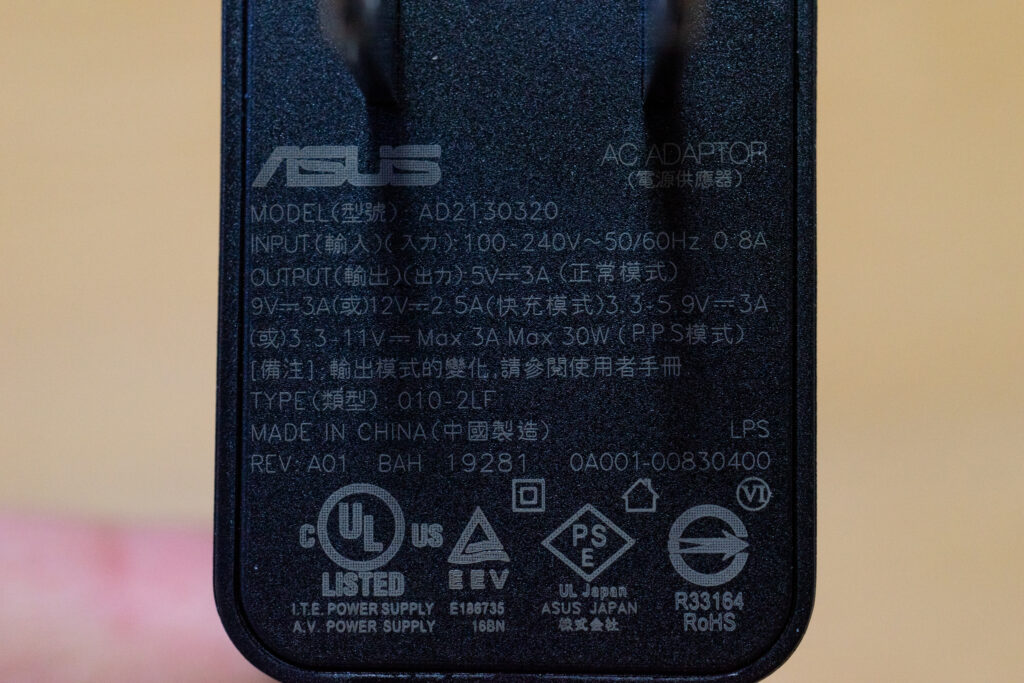 ASUS
AC ADAPTOR
(電源供應器)
MODEL(型號): AD2130320
INPUT(輸入)(入力): 100-240V~50/60Hz 0.8A
OUTPUT(輸出)(出力): 5V⎓3A (正常模式)
9V⎓3A(或)12V⎓2.5A(快充模式)3.3-5.9V⎓3A
(或)3.3-11V⎓ Max 3A Max 30W (PPS模式)
[備注]: 輸出模式的變化,請參閱使用者手冊
TYPE(類型): 010-2LF
MADE IN CHINA(中國製造) LPS
REV: A01 BAH 19281 0A001-00830400
VI
C UL US
LISTED
I.T.E. POWER SUPPLY
A.V. POWER SUPPLY
EEV
E186735
16BN
PS
E
UL Japan
ASUS JAPAN
株式会社
R33164
RoHS